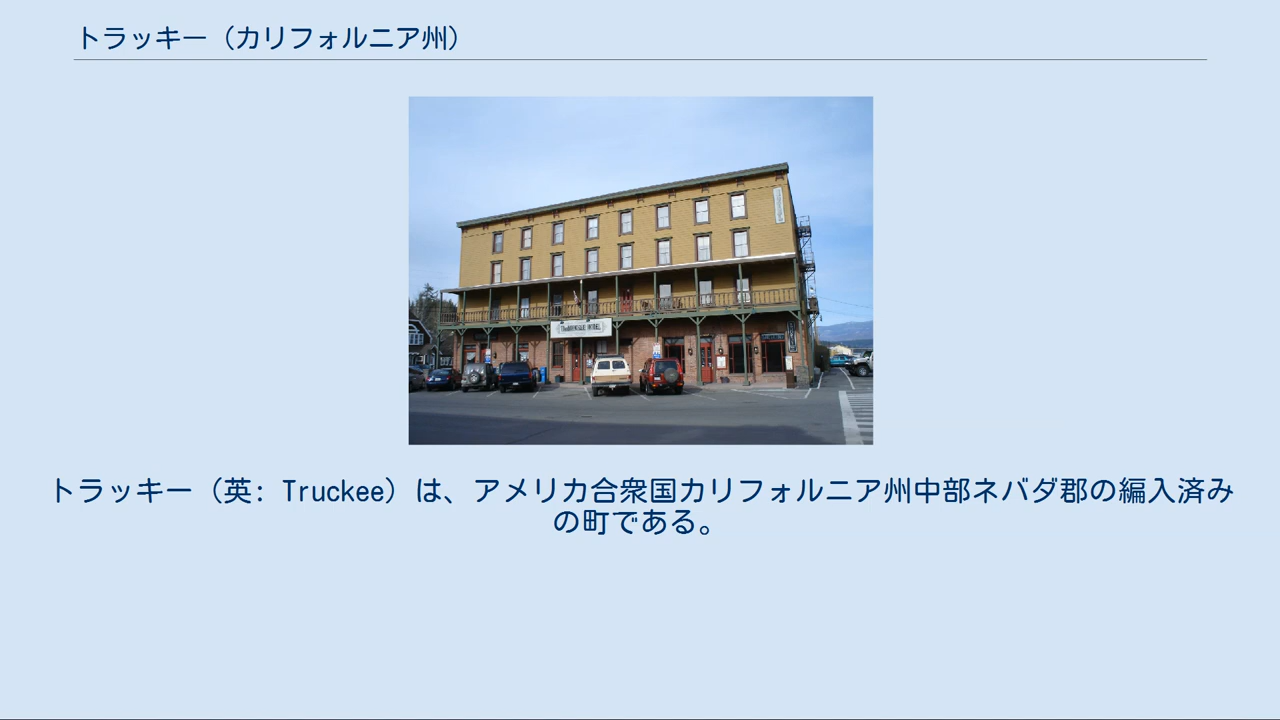 トラッキー（カリフォルニア州）
トラッキー（英: Truckee）は、アメリカ合衆国カリフォルニア州中部ネバダ郡の編入済み
の町である。